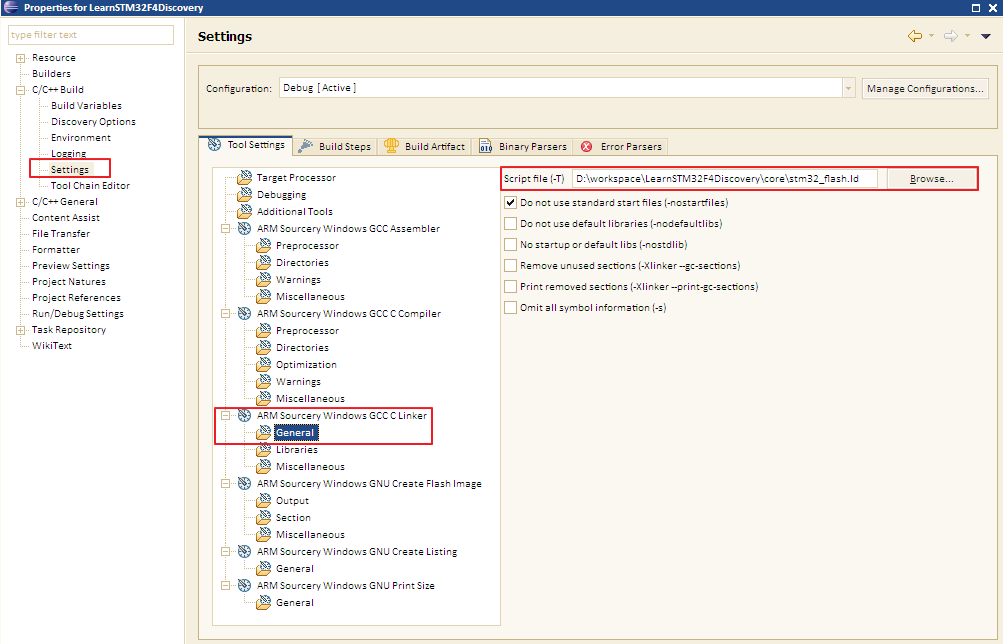 Properties for LearnSTM32F4Discovery
type filter text
Resource
Builders
C/C++ Build
Build Variables
Discovery Options
Environment
Logging
Settings
Tool Chain Editor
C/C++ General
Content Assist
File Transfer
Formatter
Preview Settings
Project Natures
Project References
Run/Debug Settings
Task Repository
WikiText
Settings
Configuration: Debug [ Active ] Manage Configurations...
Tool Settings Build Steps Build Artifact Binary Parsers Error Parsers
Target Processor
Debugging
Additional Tools
ARM Sourcery Windows GCC Assembler
Preprocessor
Directories
Warnings
Miscellaneous
ARM Sourcery Windows GCC C Compiler
Preprocessor
Directories
Optimization
Warnings
Miscellaneous
ARM Sourcery Windows GCC C Linker
General
Libraries
Miscellaneous
ARM Sourcery Windows GNU Create Flash Image
Output
Section
Miscellaneous
ARM Sourcery Windows GNU Create Listing
General
ARM Sourcery Windows GNU Print Size
General
Script file (-T) D:\workspace\LearnSTM32F4Discovery\core\stm32_flash.ld Browse...
Do not use standard start files (-nostartfiles)
Do not use default libraries (-nodefaultlibs)
No startup or default libs (-nostdlib)
Remove unused sections (-Xlinker --gc-sections)
Print removed sections (-Xlinker --print-gc-sections)
Omit all symbol information (-s)